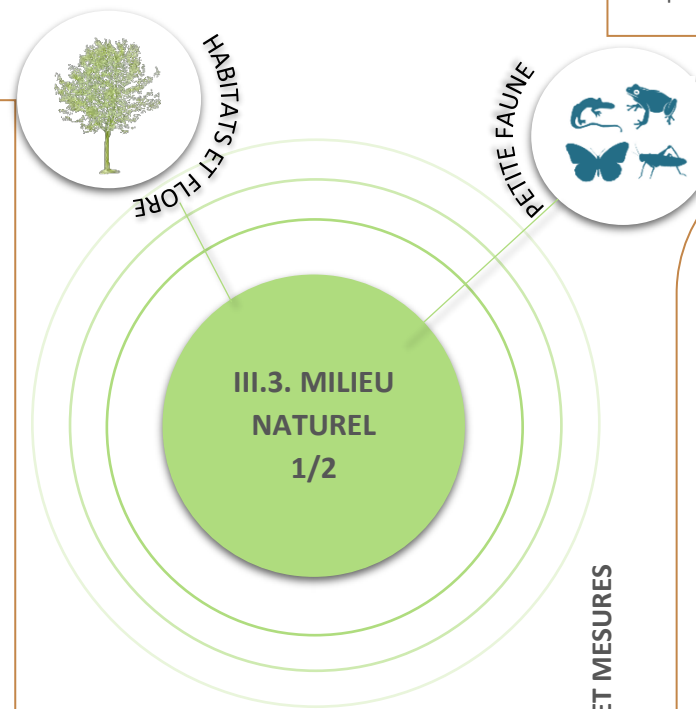 HABITATS ET FLORE
PETITE FAUNE
III.3. MILIEU
NATUREL
1/2
ET MESURES